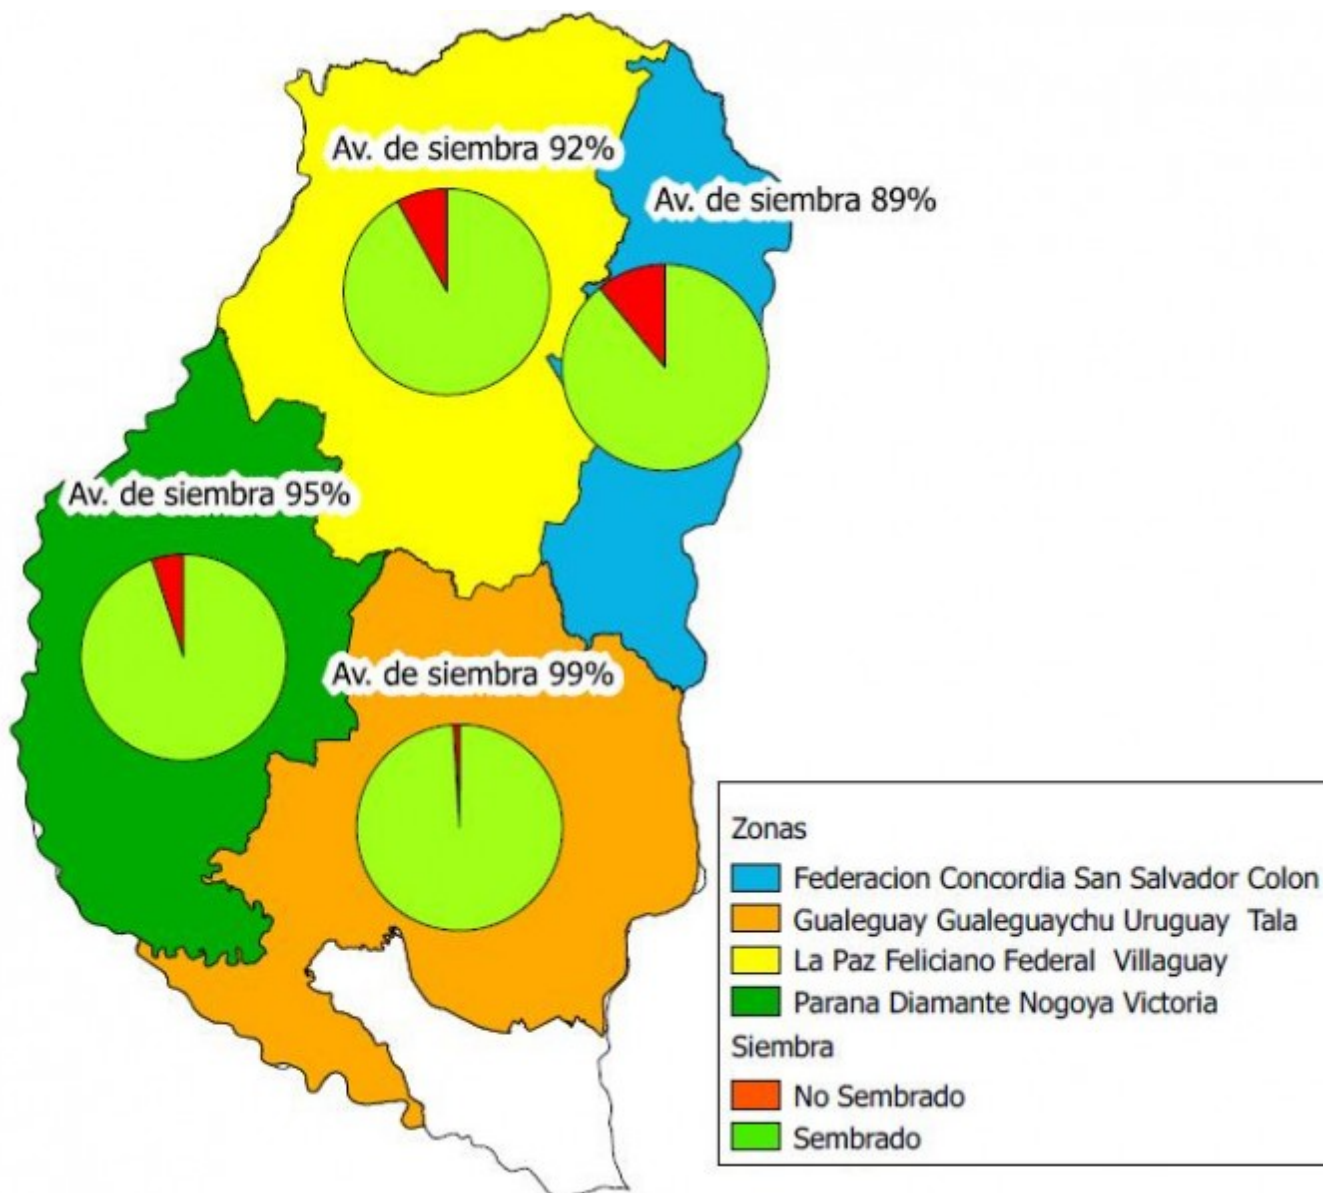 Av. de siembra 92%
Av. de siembra 89%
Av. de siembra 95%
Av. de siembra 99%
Zonas
Federacion Concordia San Salvador Colon
Gualeguay Gualeguaychu Uruguay Tala
La Paz Feliciano Federal Villaguay
Parana Diamante Nogoya Victoria
Siembra
No Sembrado
Sembrado